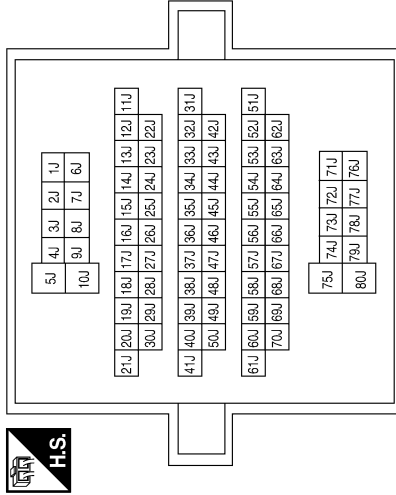 H.S.
5J 4J 3J 2J 1J
10J 9J 8J 7J 6J
21J 20J 19J 18J 17J 16J 15J 14J 13J 12J 11J
30J 29J 28J 27J 26J 25J 24J 23J 22J
41J 40J 39J 38J 37J 36J 35J 34J 33J 32J 31J
50J 49J 48J 47J 46J 45J 44J 43J 42J
61J 60J 59J 58J 57J 56J 55J 54J 53J 52J 51J
70J 69J 68J 67J 66J 65J 64J 63J 62J
75J 74J 73J 72J 71J
80J 79J 78J 77J 76J